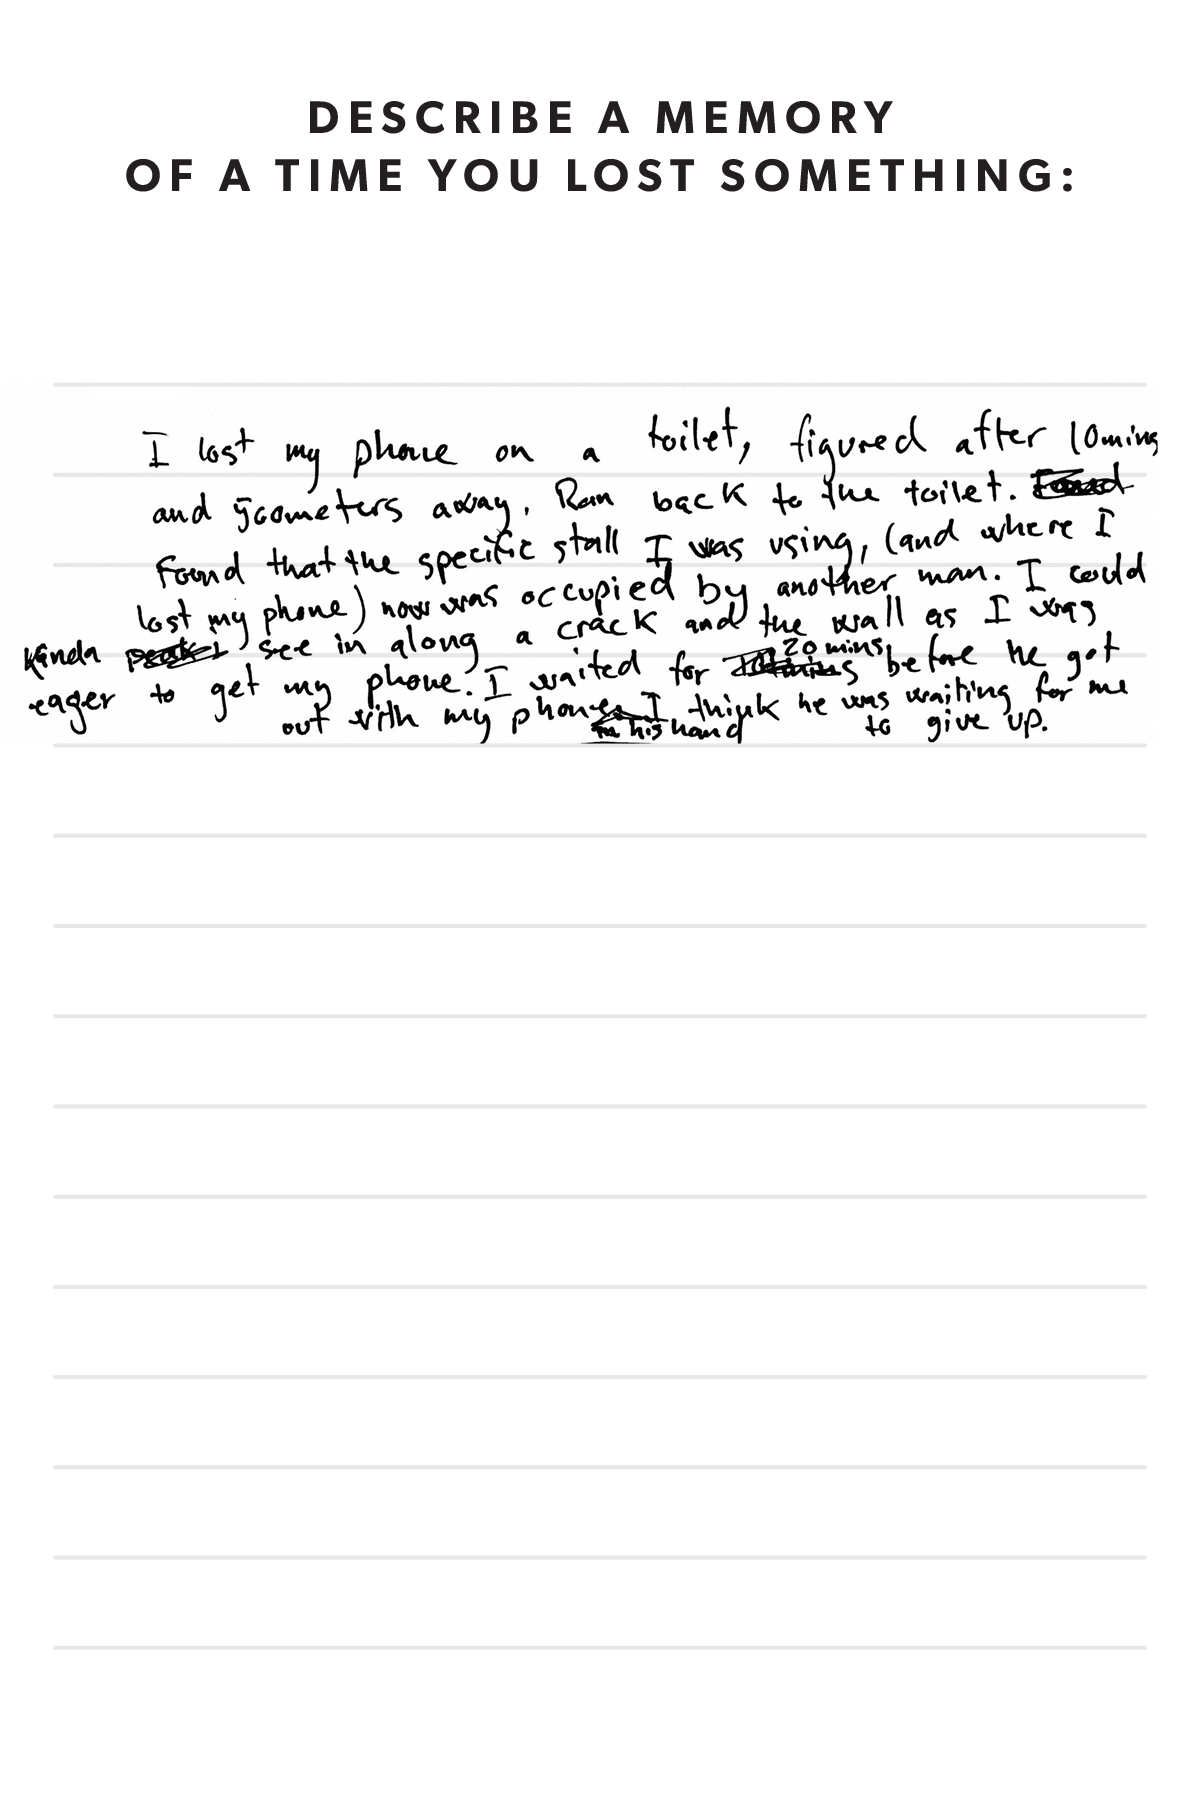 DESCRIBE A MEMORY
OF A TIME YOU LOST SOMETHING:
I lost my phone on a toilet, figured after 10mins
and meters away. Ran back to the toilet.
Found that the specific stall I was using, (and where I
lost my phone) now was occupied by another man. I could
kinda see in along a crack and the wall as I was
eager to get my phone. I waited for 20 mins before he got
out with my phone in his hand I think he was waiting for me
to give up.